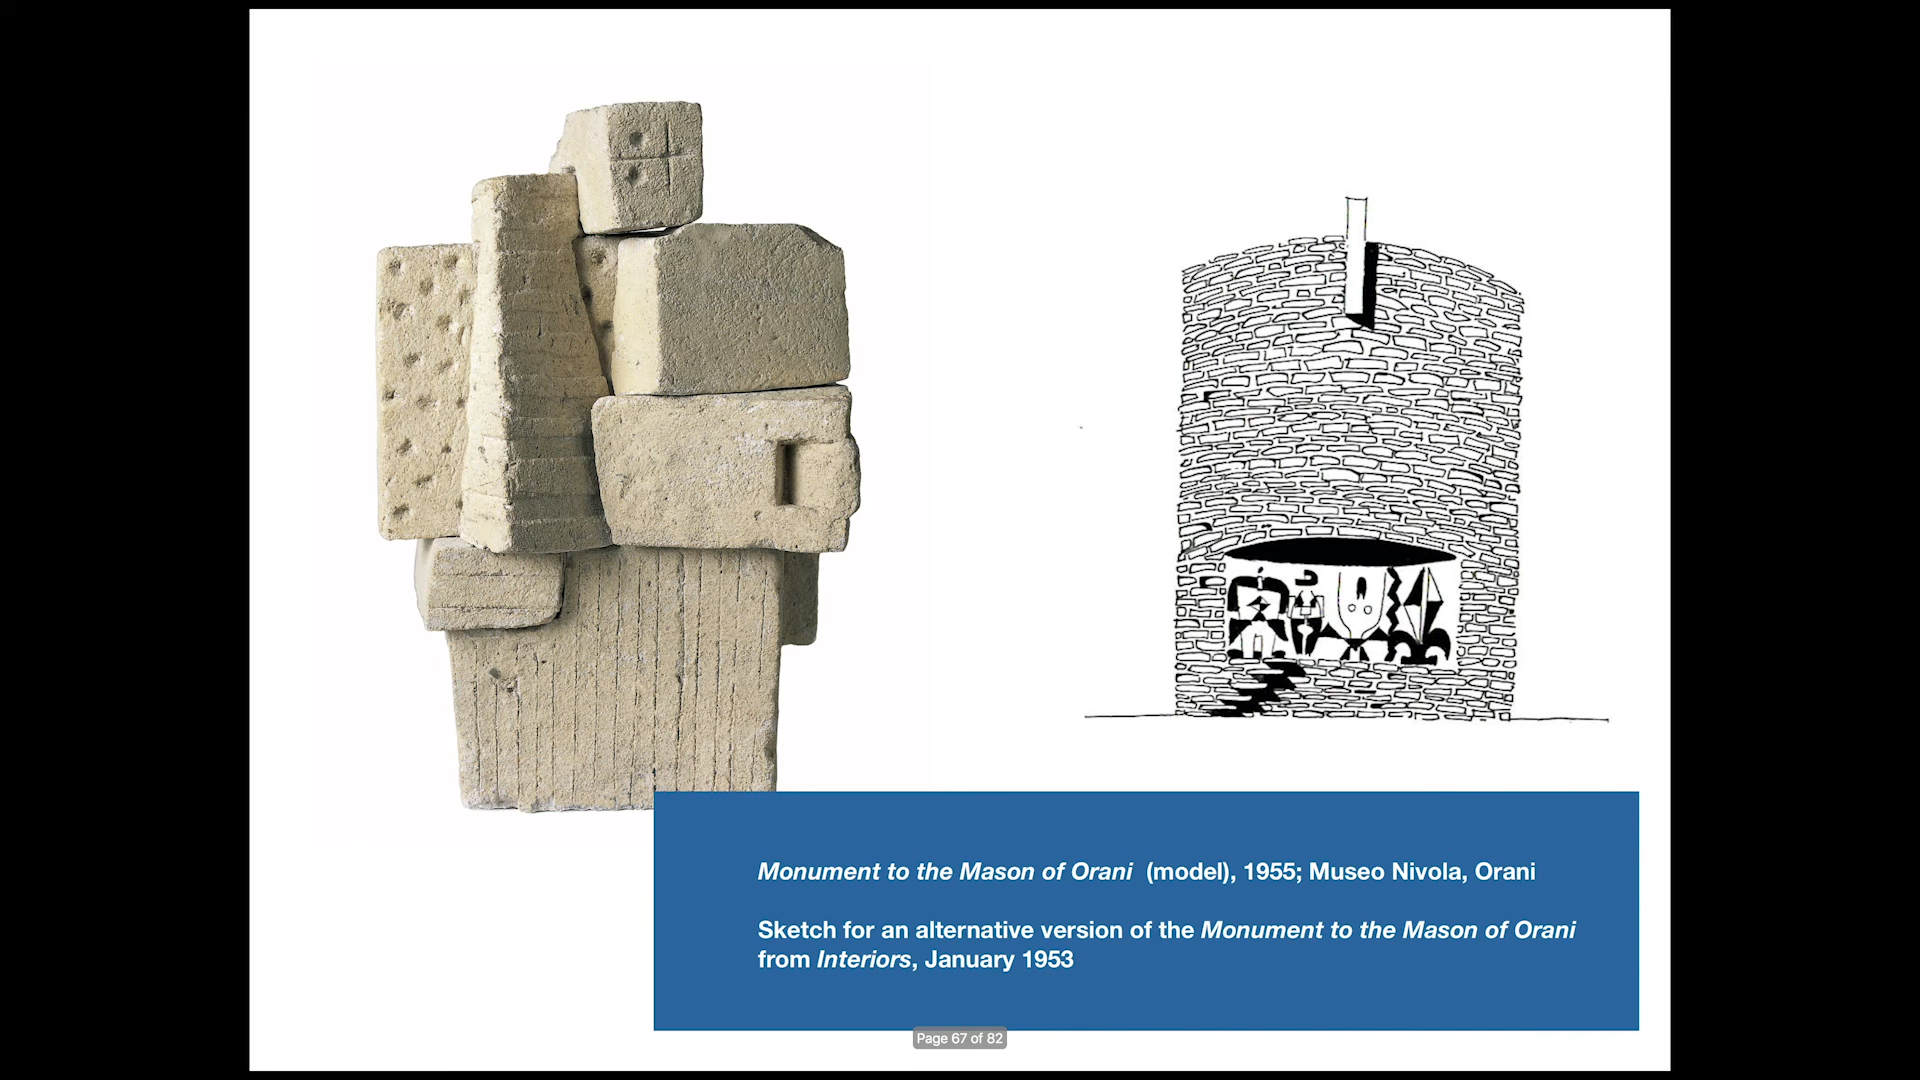 Monument to the Mason of Orani (model), 1955; Museo Nivola, Orani
Sketch for an alternative version of the Monument to the Mason of Orani
from Interiors, January 1953
Page 67 of 82